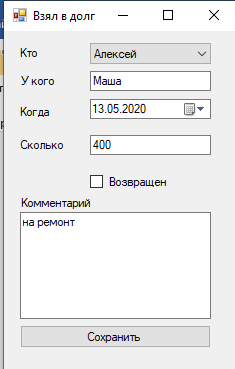 Взял в долг
Кто Алексей
У кого Маша
Когда 13.05.2020
Сколько 400
Возвращен
Комментарий
на ремонт
Сохранить